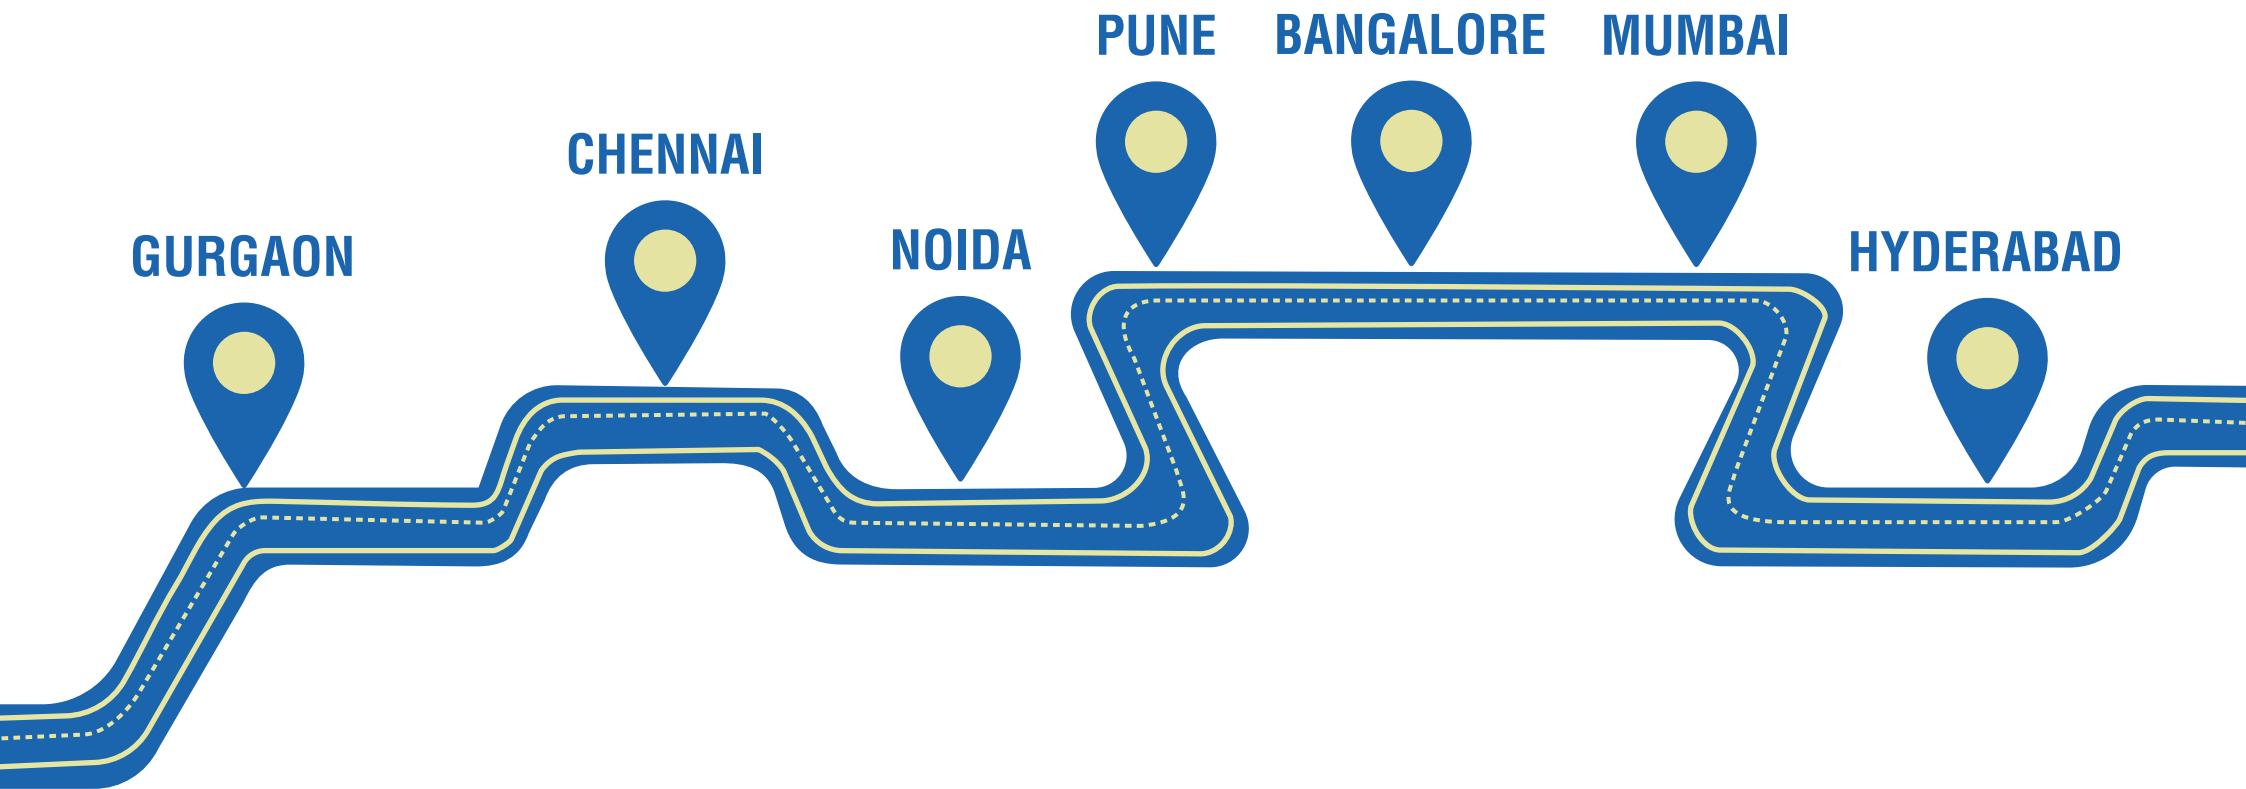 PUNE
BANGALORE
MUMBAI
CHENNAI
NOIDA
GURGAON
HYDERABAD